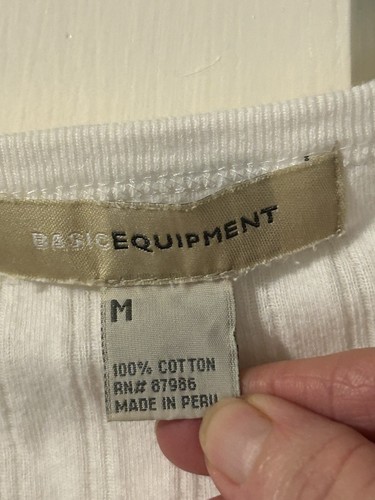 BASICEQUIPMENT
M
100% COTTON
RN# 87986
MADE IN PERU